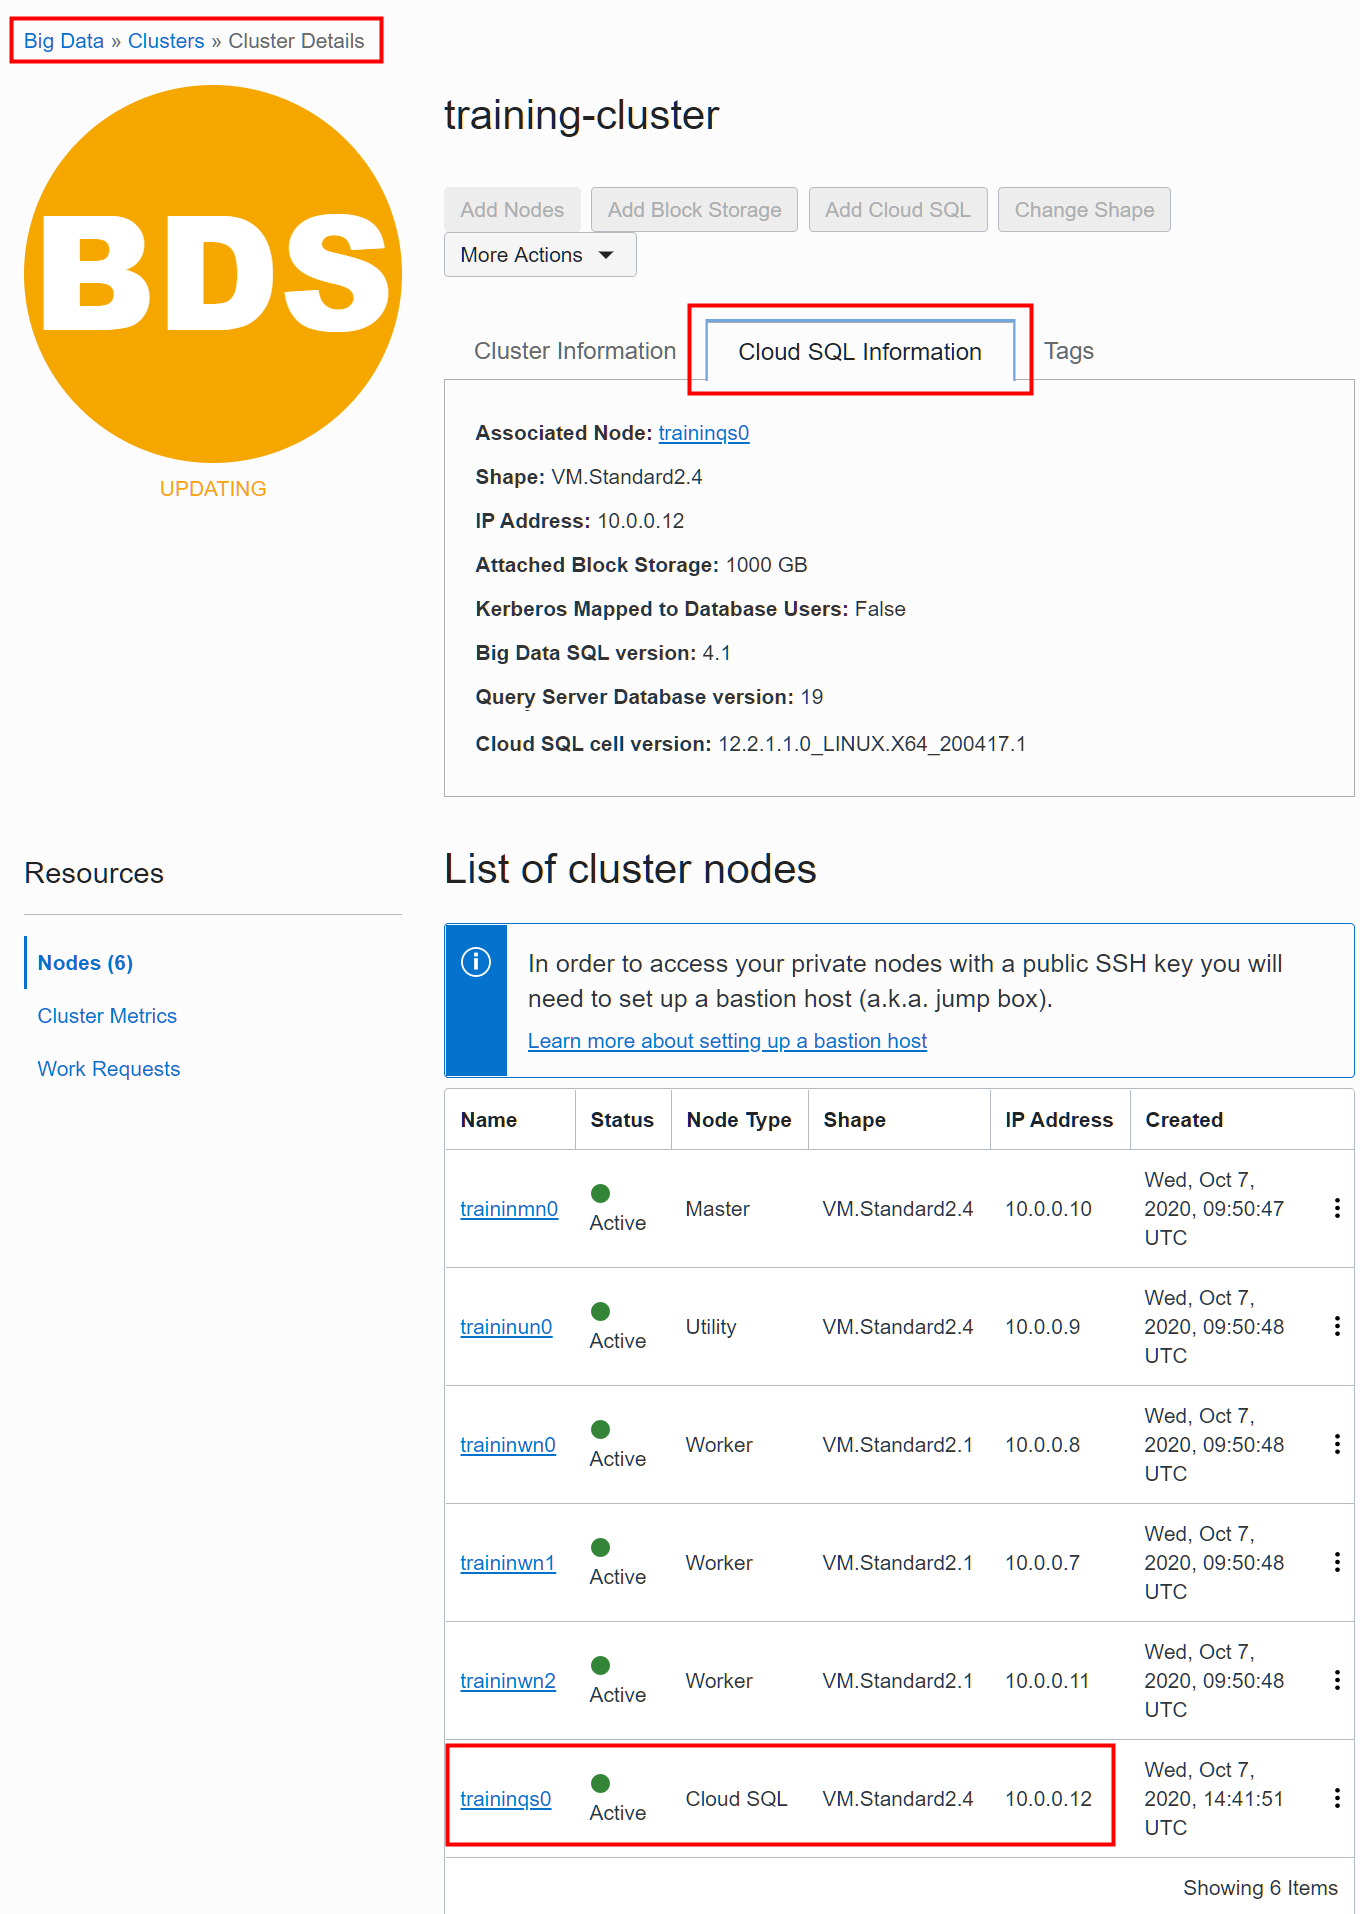 Big Data » Clusters » Cluster Details
BDS
UPDATING
training-cluster
Add Nodes Add Block Storage Add Cloud SQL Change Shape
More Actions
Cluster Information Cloud SQL Information Tags
Associated Node: traininqs0
Shape: VM.Standard2.4
IP Address: 10.0.0.12
Attached Block Storage: 1000 GB
Kerberos Mapped to Database Users: False
Big Data SQL version: 4.1
Query Server Database version: 19
Cloud SQL cell version: 12.2.1.1.0_LINUX.X64_200417.1
Resources
Nodes (6)
Cluster Metrics
Work Requests
List of cluster nodes
In order to access your private nodes with a public SSH key you will
need to set up a bastion host (a.k.a. jump box).
Learn more about setting up a bastion host
Name Status Node Type Shape IP Address Created
traininmn0 Active Master VM.Standard2.4 10.0.0.10 Wed, Oct 7,
2020, 09:50:47
UTC
traininun0 Active Utility VM.Standard2.4 10.0.0.9 Wed, Oct 7,
2020, 09:50:48
UTC
traininwn0 Active Worker VM.Standard2.1 10.0.0.8 Wed, Oct 7,
2020, 09:50:48
UTC
traininwn1 Active Worker VM.Standard2.1 10.0.0.7 Wed, Oct 7,
2020, 09:50:48
UTC
traininwn2 Active Worker VM.Standard2.1 10.0.0.11 Wed, Oct 7,
2020, 09:50:48
UTC
traininqs0 Active Cloud SQL VM.Standard2.4 10.0.0.12 Wed, Oct 7,
2020, 14:41:51
UTC
Showing 6 Items